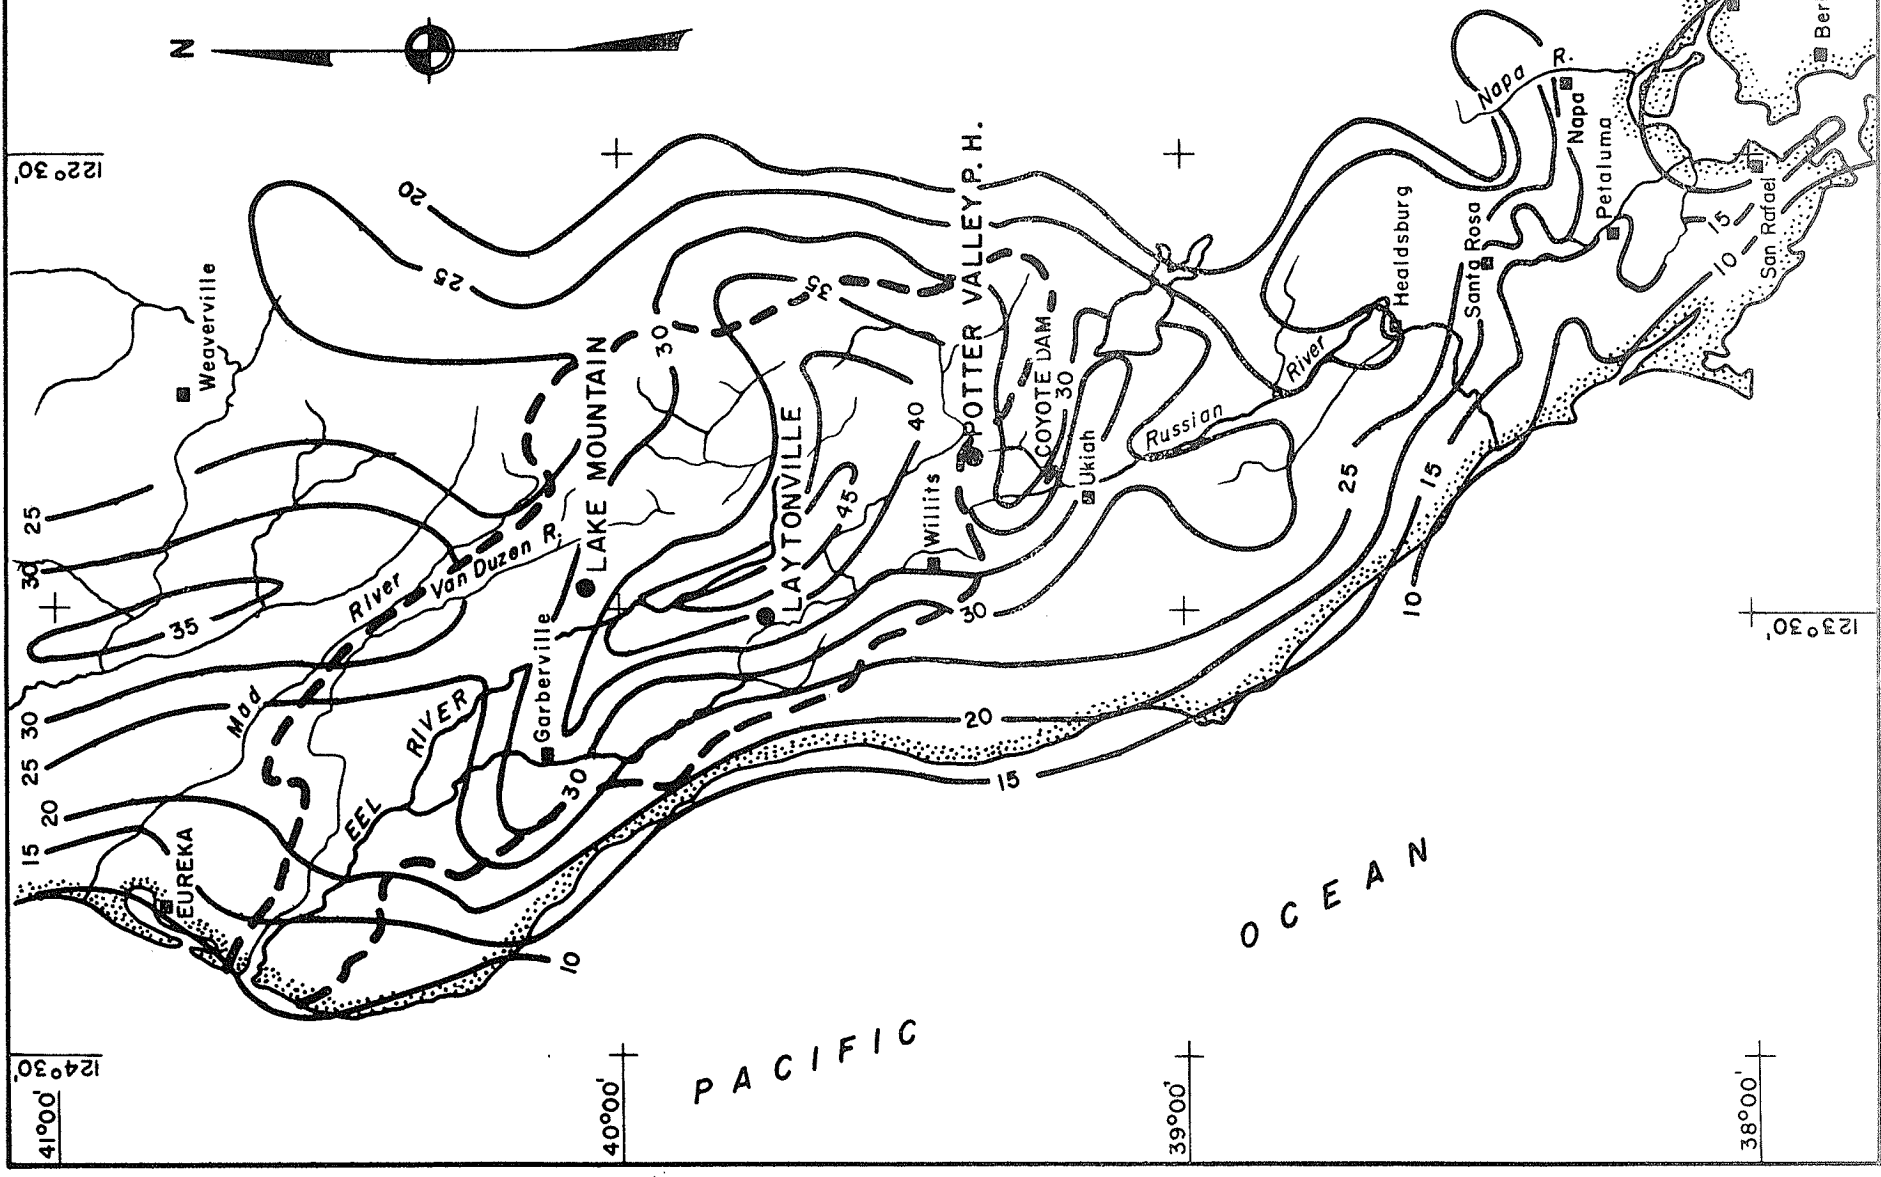 N
122°30'
20
25
Weaverville
30
35
LAKE MOUNTAIN
LAYTONVILLE
POTTER VALLEY P. H.
COYOTE DAM
30
40
45
Willits
Ukiah
Russian
River
Healdsburg
Santa Rosa
Petaluma
Napa
Napa R.
San Rafael
Ber
15
10
25
15
10
123°30'
25
30
35
30
25
20
15
River
Mad
Van Duzen R.
EEL
RIVER
Garberville
30
30
20
15
10
EUREKA
PACIFIC
OCEAN
124°30'
41°00'
40°00'
39°00'
38°00'